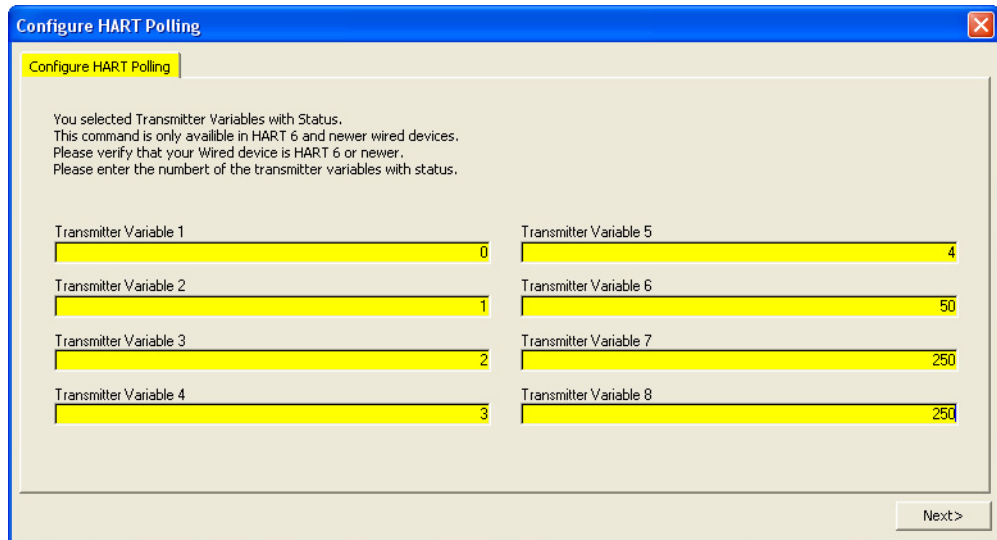 Configure HART Polling
Configure HART Polling
You selected Transmitter Variables with Status.
This command is only availible in HART 6 and newer wired devices.
Please verify that your Wired device is HART 6 or newer.
Please enter the numbert of the transmitter variables with status.
Transmitter Variable 1
0
Transmitter Variable 2
1
Transmitter Variable 3
2
Transmitter Variable 4
3
Transmitter Variable 5
4
Transmitter Variable 6
50
Transmitter Variable 7
250
Transmitter Variable 8
250
Next>